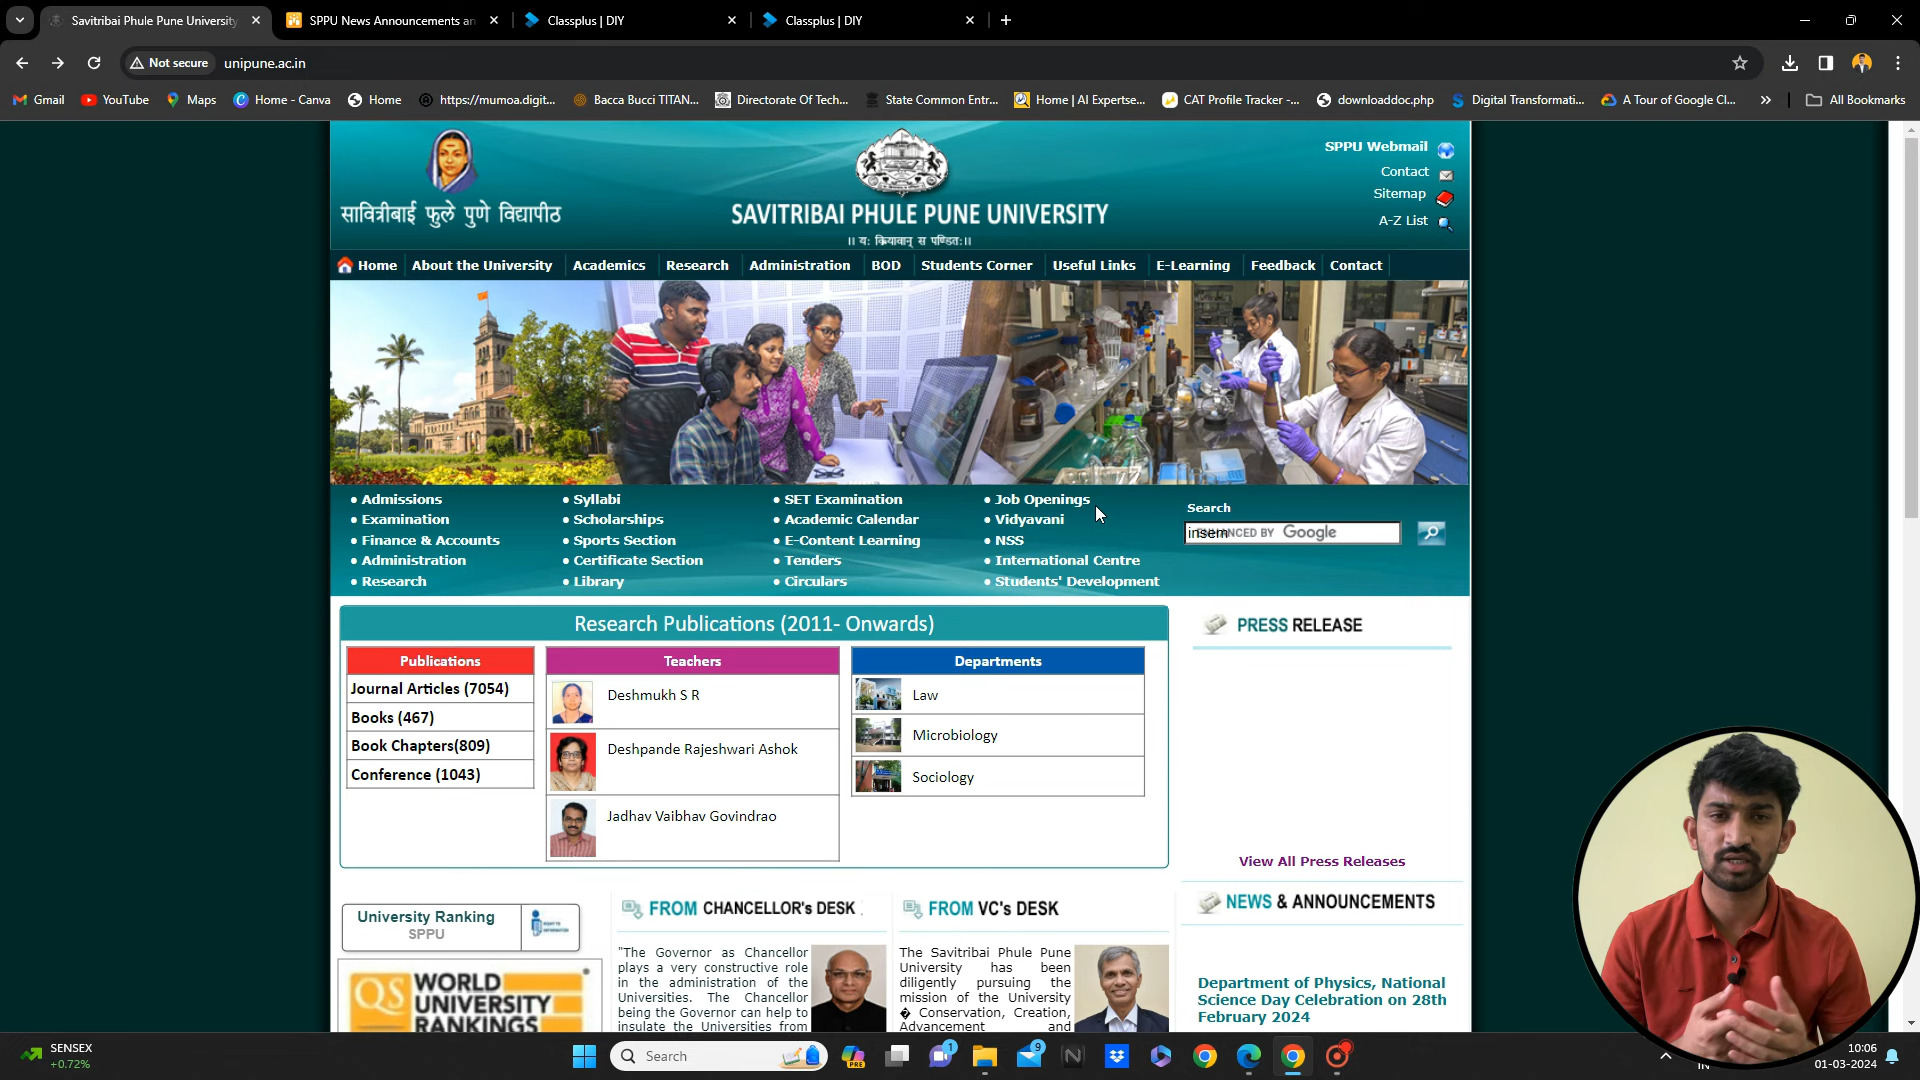 Savitribai Phule Pune University
SPPU News Announcements an
Classplus | DIY
Classplus | DIY
Not secure
unipune.ac.in
Gmail
YouTube
Maps
Home - Canva
Home
https://mumoa.digit...
Bacca Bucci TITAN...
Directorate Of Tech...
State Common Entr...
Home | AI Expertse...
CAT Profile Tracker -...
downloaddoc.php
Digital Transformati...
A Tour of Google Cl...
All Bookmarks
सावित्रीबाई फुले पुणे विद्यापीठ
SAVITRIBAI PHULE PUNE UNIVERSITY
॥ यः क्रियावान् स पण्डितः॥
SPPU Webmail
Contact
Sitemap
A-Z List
Home
About the University
Academics
Research
Administration
BOD
Students Corner
Useful Links
E-Learning
Feedback
Contact
• Admissions
• Examination
• Finance & Accounts
• Administration
• Research
• Syllabi
• Scholarships
• Sports Section
• Certificate Section
• Library
• SET Examination
• Academic Calendar
• E-Content Learning
• Tenders
• Circulars
• Job Openings
• Vidyavani
• NSS
• International Centre
• Students' Development
Search
insem
ENHANCED BY Google
Research Publications (2011- Onwards)
Publications
Journal Articles (7054)
Books (467)
Book Chapters(809)
Conference (1043)
Teachers
Deshmukh S R
Deshpande Rajeshwari Ashok
Jadhav Vaibhav Govindrao
Departments
Law
Microbiology
Sociology
PRESS RELEASE
View All Press Releases
University Ranking
SPPU
QS WORLD
UNIVERSITY
RANKINGS
FROM CHANCELLOR's DESK
"The Governor as Chancellor
plays a very constructive role
in the administration of the
Universities. The Chancellor
being the Governor can help to
insulate the Universities from
FROM VC's DESK
The Savitribai Phule Pune
University has been
diligently pursuing the
mission of the University
� Conservation, Creation,
Advancement and
NEWS & ANNOUNCEMENTS
Department of Physics, National
Science Day Celebration on 28th
February 2024
SENSEX
+0.72%
Search
PRE
1
9
IN
10:06
01-03-2024